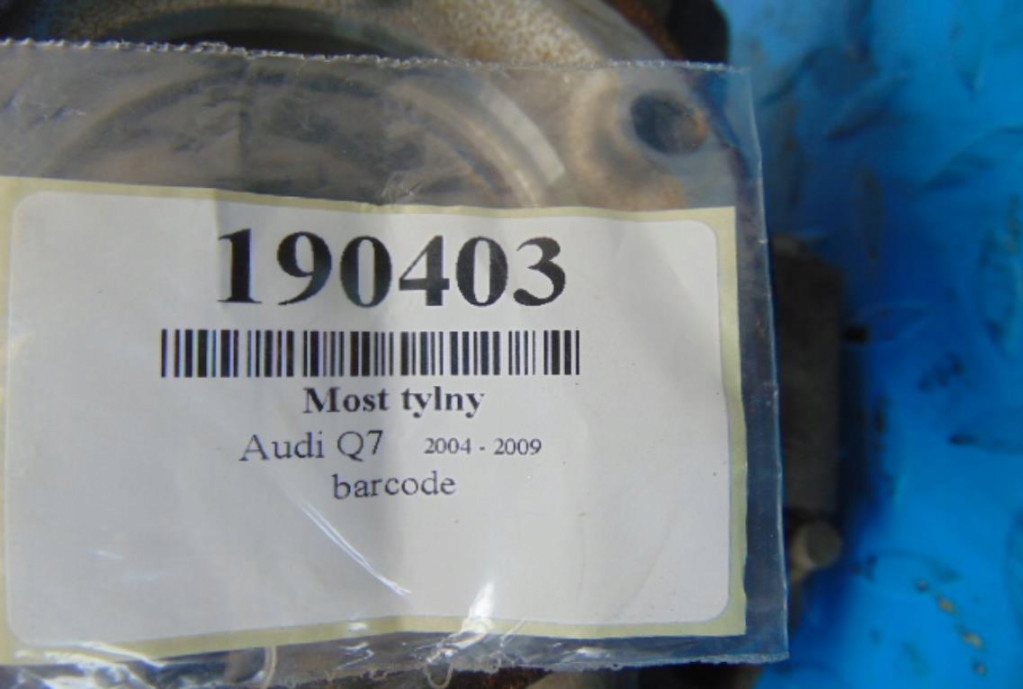 190403
Most tylny
Audi Q7 2004 - 2009
barcode